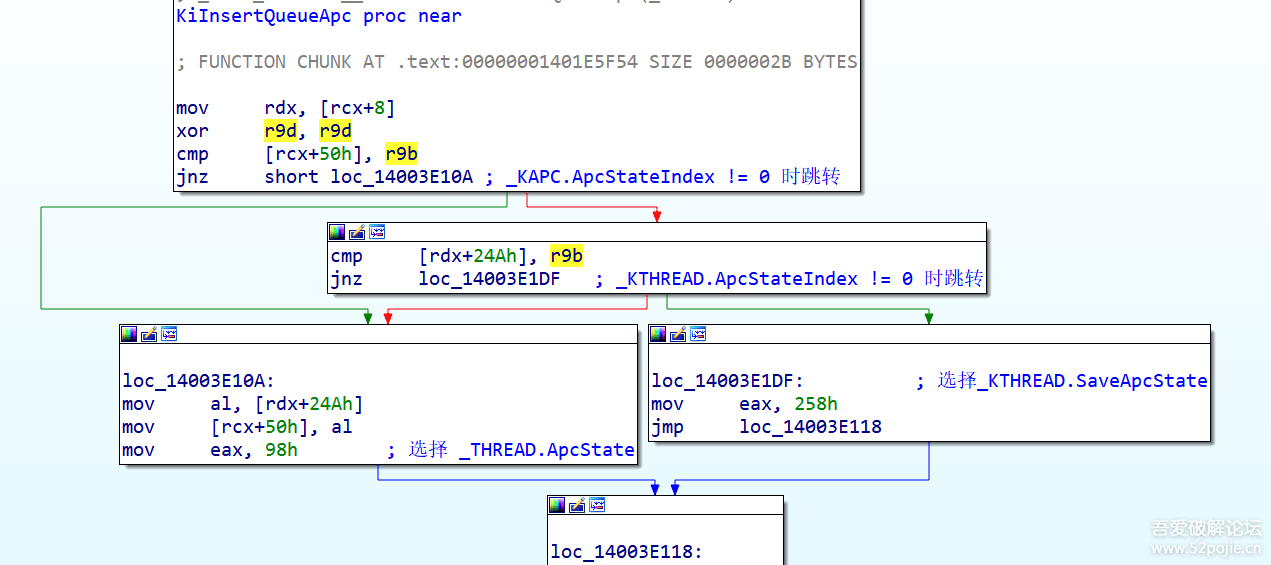 KiInsertQueueApc proc near
; FUNCTION CHUNK AT .text:00000001401E5F54 SIZE 0000002B BYTES
mov rdx, [rcx+8]
xor r9d, r9d
cmp [rcx+50h], r9b
jnz short loc_14003E10A ; _KAPC.ApcStateIndex != 0 时跳转
cmp [rdx+24Ah], r9b
jnz loc_14003E1DF ; _KTHREAD.ApcStateIndex != 0 时跳转
loc_14003E10A:
mov al, [rdx+24Ah]
mov [rcx+50h], al
mov eax, 98h ; 选择 _THREAD.ApcState
loc_14003E1DF: ; 选择_KTHREAD.SaveApcState
mov eax, 258h
jmp loc_14003E118
loc_14003E118:
吾爱破解论坛
www.52pojie.cn